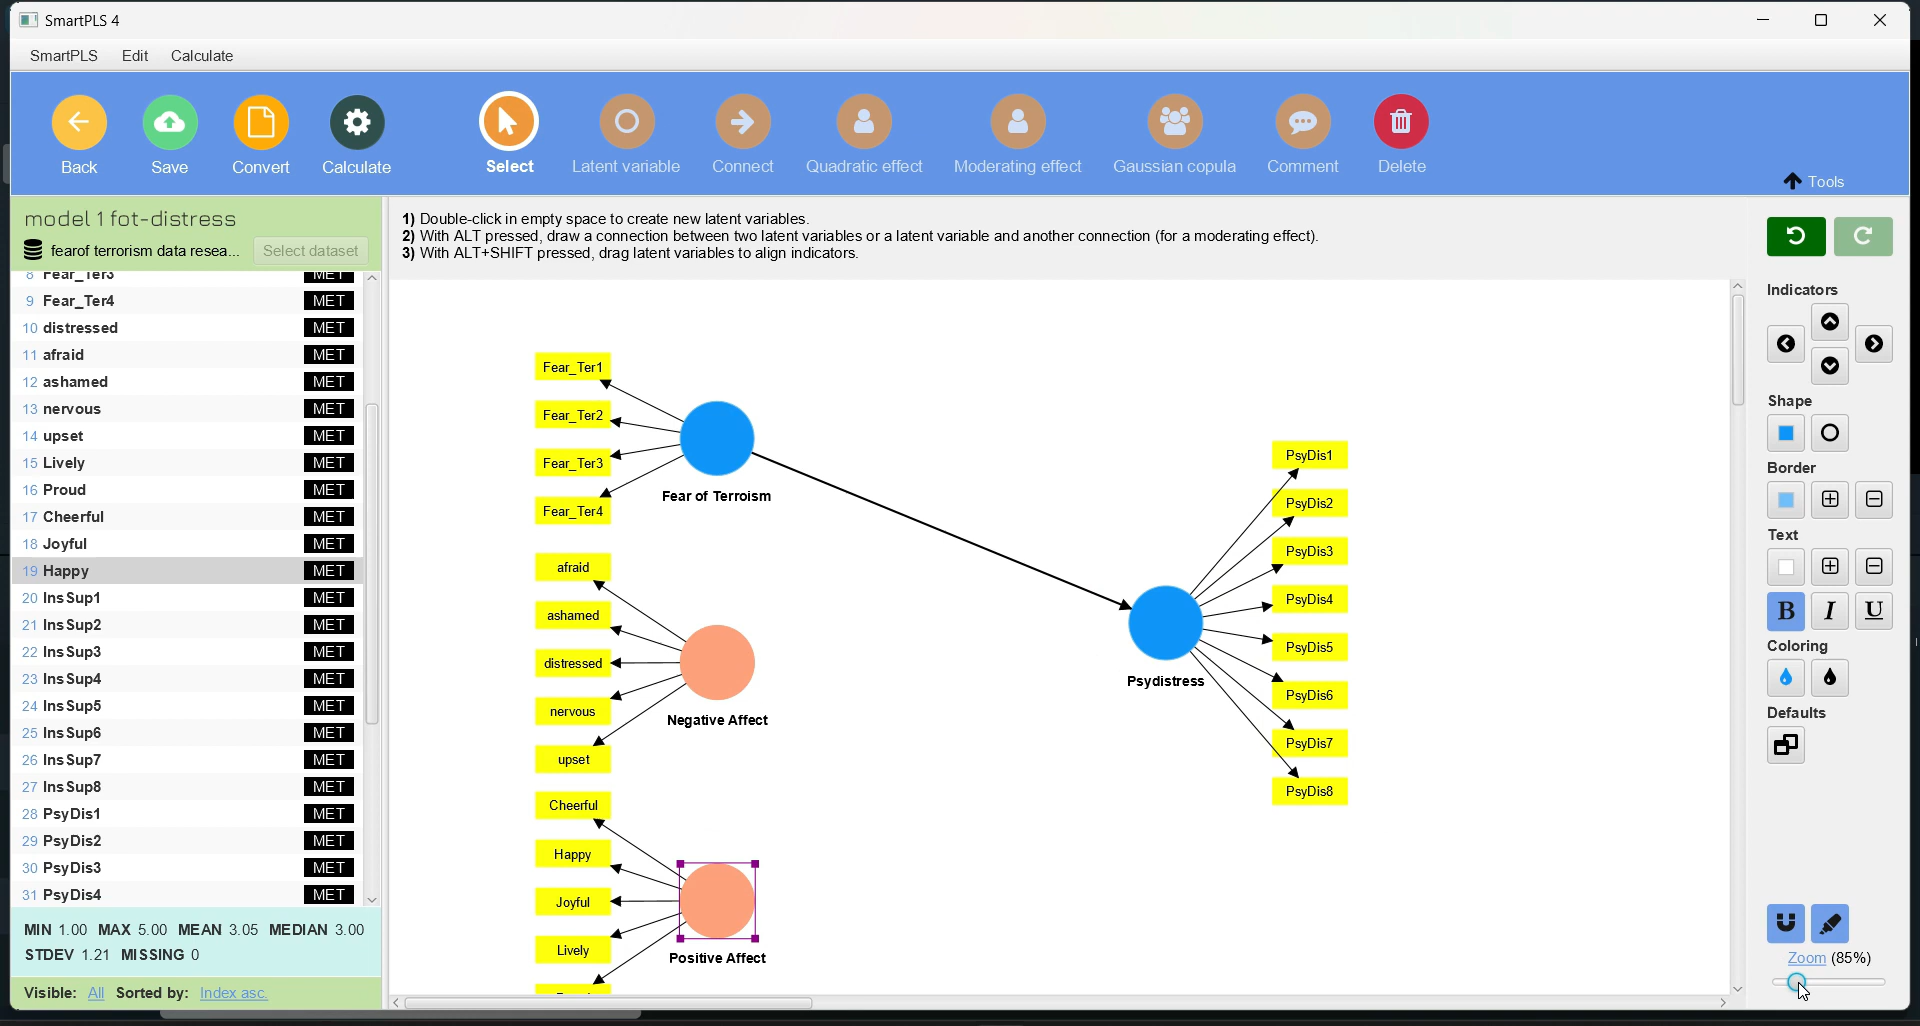 SmartPLS 4
SmartPLS Edit Calculate
Back Save Convert Calculate Select Latent variable Connect Quadratic effect Moderating effect Gaussian copula Comment Delete
Tools
model 1 fot-distress
fearof terrorism data resea... Select dataset
1) Double-click in empty space to create new latent variables.
2) With ALT pressed, draw a connection between two latent variables or a latent variable and another connection (for a moderating effect).
3) With ALT+SHIFT pressed, drag latent variables to align indicators.
8 Fear_Ter3 MET
9 Fear_Ter4 MET
10 distressed MET
11 afraid MET
12 ashamed MET
13 nervous MET
14 upset MET
15 Lively MET
16 Proud MET
17 Cheerful MET
18 Joyful MET
19 Happy MET
20 Ins Sup1 MET
21 Ins Sup2 MET
22 Ins Sup3 MET
23 Ins Sup4 MET
24 Ins Sup5 MET
25 Ins Sup6 MET
26 Ins Sup7 MET
27 Ins Sup8 MET
28 PsyDis1 MET
29 PsyDis2 MET
30 PsyDis3 MET
31 PsyDis4 MET
MIN 1.00 MAX 5.00 MEAN 3.05 MEDIAN 3.00
STDEV 1.21 MISSING 0
Visible: All Sorted by: Index asc.
Fear_Ter1
Fear_Ter2
Fear_Ter3
Fear_Ter4
Fear of Terroism
afraid
ashamed
distressed
nervous
upset
Negative Affect
Cheerful
Happy
Joyful
Lively
Positive Affect
Psydistress
PsyDis1
PsyDis2
PsyDis3
PsyDis4
PsyDis5
PsyDis6
PsyDis7
PsyDis8
Indicators
Shape
Border
Text
B I U
Coloring
Defaults
Zoom (85%)